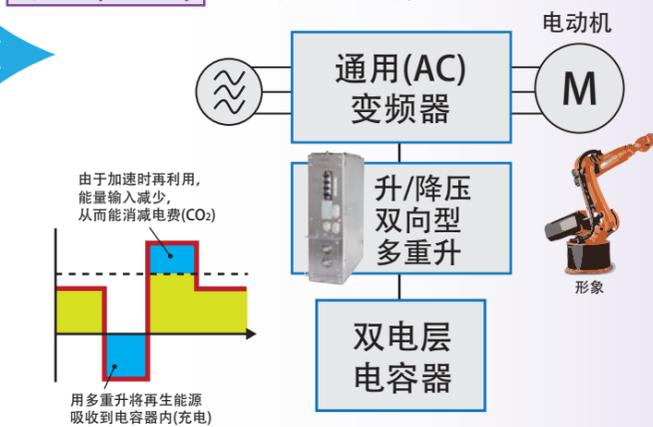 电动机
通用(AC)
变频器
M
升/降压
双向型
多重升
由于加速时再利用,
能量输入减少,
从而能消减电费(CO₂)
形象
双电层
电容器
用多重升将再生能源
吸收到电容器内(充电)